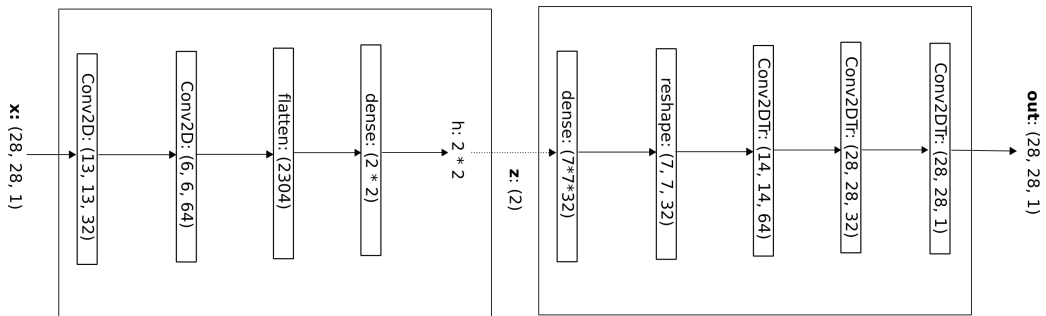 x: (28, 28, 1)
Conv2D: (13, 13, 32)
Conv2D: (6, 6, 64)
flatten: (2304)
dense: (2 * 2)
h: 2 * 2
z: (2)
dense: (7*7*32)
reshape: (7, 7, 32)
Conv2DTr: (14, 14, 64)
Conv2DTr: (28, 28, 32)
Conv2DTr: (28, 28, 1)
out: (28, 28, 1)